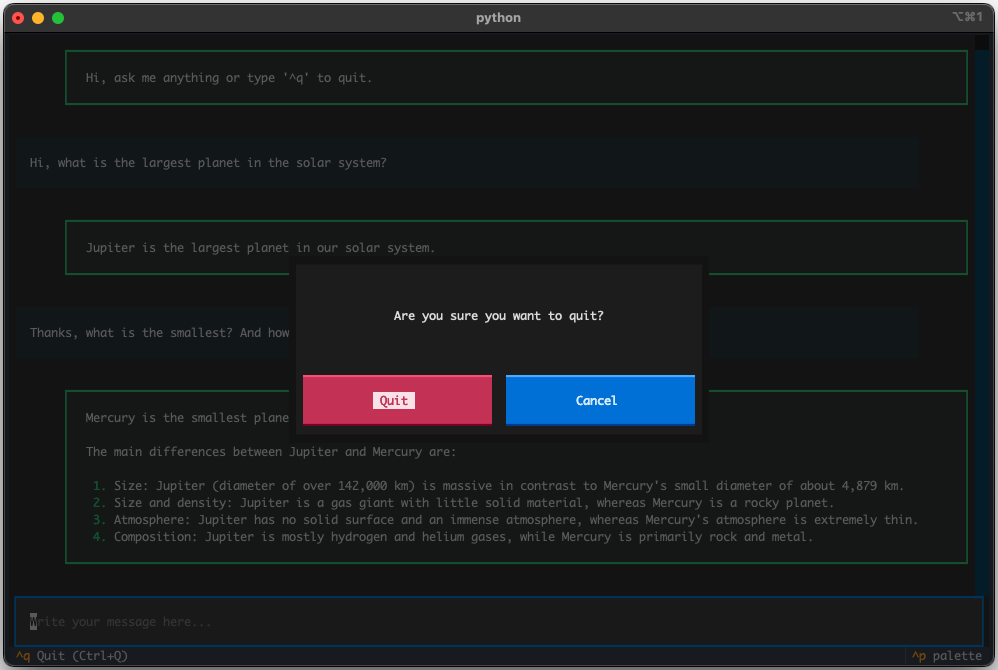 python
⌥⌘1
Hi, ask me anything or type '^q' to quit.
Hi, what is the largest planet in the solar system?
Jupiter is the largest planet in our solar system.
Thanks, what is the smallest? And how
Are you sure you want to quit?
Quit
Cancel
Mercury is the smallest plane
The main differences between Jupiter and Mercury are:
1. Size: Jupiter (diameter of over 142,000 km) is massive in contrast to Mercury's small diameter of about 4,879 km.
2. Size and density: Jupiter is a gas giant with little solid material, whereas Mercury is a rocky planet.
3. Atmosphere: Jupiter has no solid surface and an immense atmosphere, whereas Mercury's atmosphere is extremely thin.
4. Composition: Jupiter is mostly hydrogen and helium gases, while Mercury is primarily rock and metal.
Write your message here...
^q Quit (Ctrl+Q)
^p palette